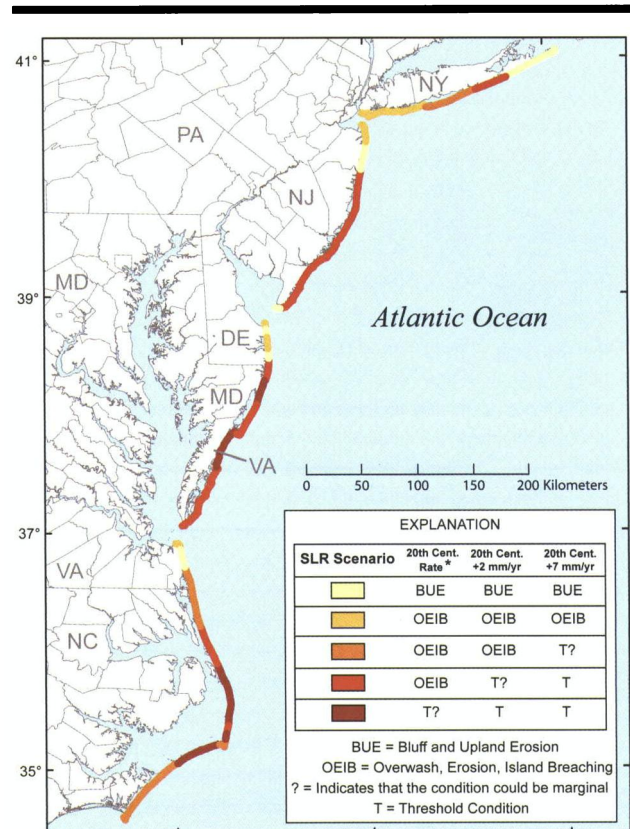 41°
NY
PA
NJ
MD
39°
Atlantic Ocean
DE
MD
VA
0 50 100 150 200 Kilometers
37°
VA
NC
35°
EXPLANATION
SLR Scenario 20th Cent. Rate* 20th Cent. +2 mm/yr 20th Cent. +7 mm/yr
BUE BUE BUE
OEIB OEIB OEIB
OEIB OEIB T?
OEIB T? T
T? T T
BUE = Bluff and Upland Erosion
OEIB = Overwash, Erosion, Island Breaching
? = Indicates that the condition could be marginal
T = Threshold Condition